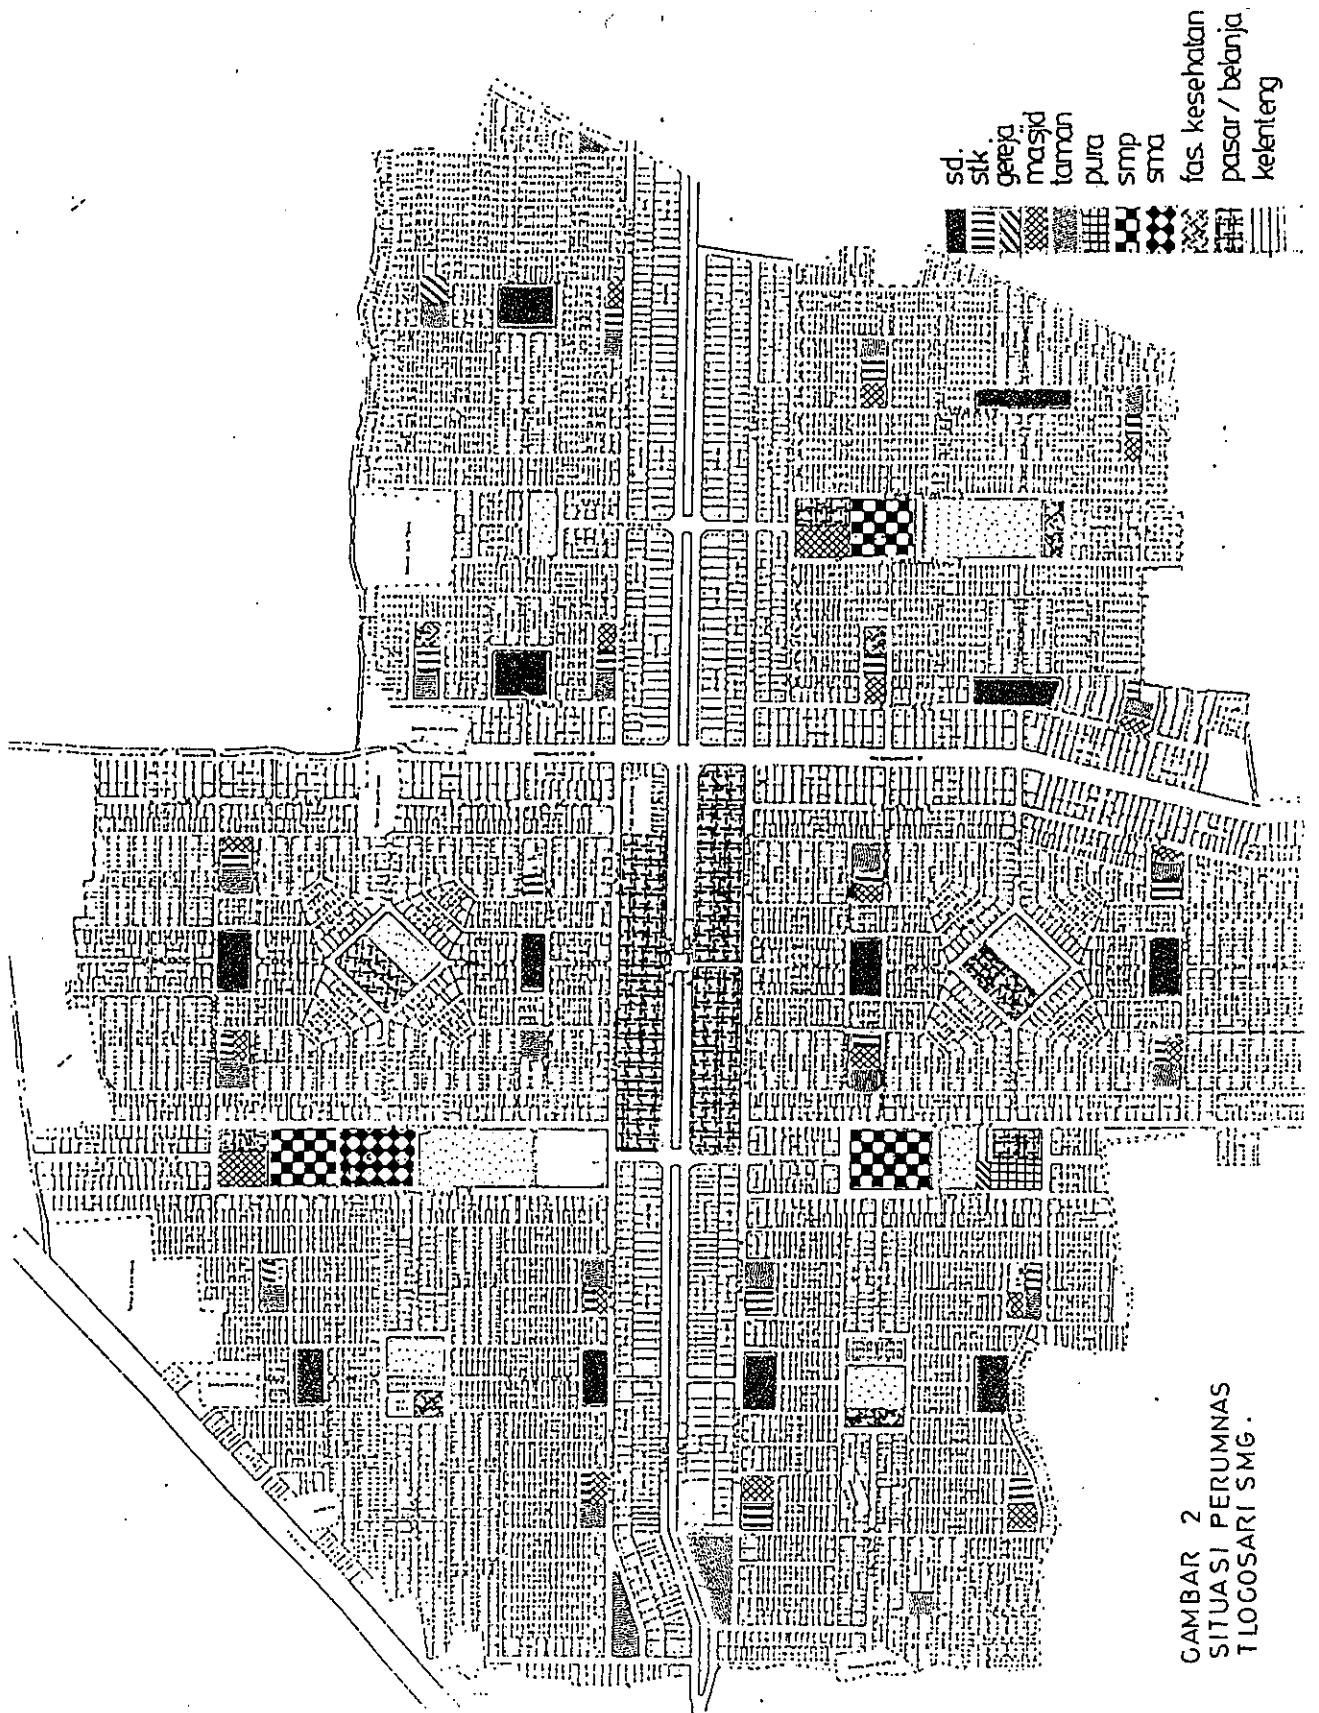 sd.
stk
gereja
masjid
taman
pura
smp
sma
fas. kesehatan
pasar / belanja
kelenteng
GAMBAR 2
SITUASI PERUMNAS
TLOGOSARI SMG.